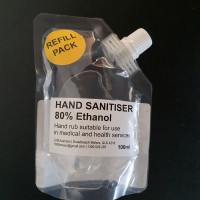 REFILL
PACK
HAND SANITISER
80% Ethanol
Hand rub suitable for use
in medical and health services
100ml